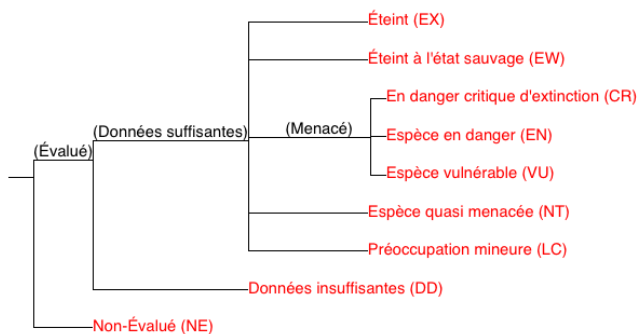 Éteint (EX)
Éteint à l'état sauvage (EW)
En danger critique d'extinction (CR)
(Données suffisantes)
(Menacé)
Espèce en danger (EN)
(Évalué)
Espèce vulnérable (VU)
Espèce quasi menacée (NT)
Préoccupation mineure (LC)
Données insuffisantes (DD)
Non-Évalué (NE)